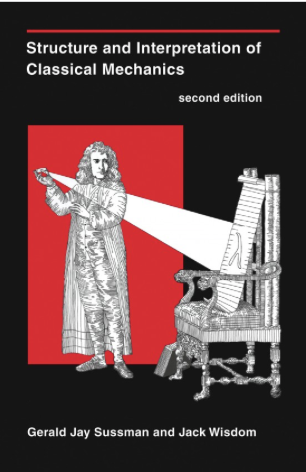 Structure and Interpretation of
Classical Mechanics
second edition
Gerald Jay Sussman and Jack Wisdom